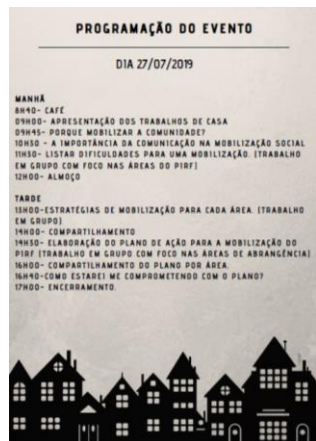 PROGRAMAÇÃO DO EVENTO
DIA 27/07/2019
MANHÃ
8H40- CAFÉ
09H00- APRESENTAÇÃO DOS TRABALHOS DE CASA
09H45- PORQUE MOBILIZAR A COMUNIDADE?
10H30 - A IMPORTÂNCIA DA COMUNICAÇÃO NA MOBILIZAÇÃO SOCIAL
11H30- LISTAR DIFICULDADES PARA UMA MOBILIZAÇÃO. (TRABALHO
EM GRUPO COM FOCO NAS ÁREAS DO PIRF)
12H00- ALMOÇO
TARDE
13H00-ESTRATÉGIAS DE MOBILIZAÇÃO PARA CADA ÁREA. (TRABALHO
EM GRUPO)
14H00- COMPARTILHAMENTO
14H30- ELABORAÇÃO DO PLANO DE AÇÃO PARA A MOBILIZAÇÃO DO
PIRF (TRABALHO EM GRUPO COM FOCO NAS ÁREAS DE ABRANGÊNCIA)
16H00- COMPARTILHAMENTO DO PLANO POR ÁREA.
16H40-COMO ESTAREI ME COMPROMETENDO COM O PLANO?
17H00- ENCERRAMENTO.